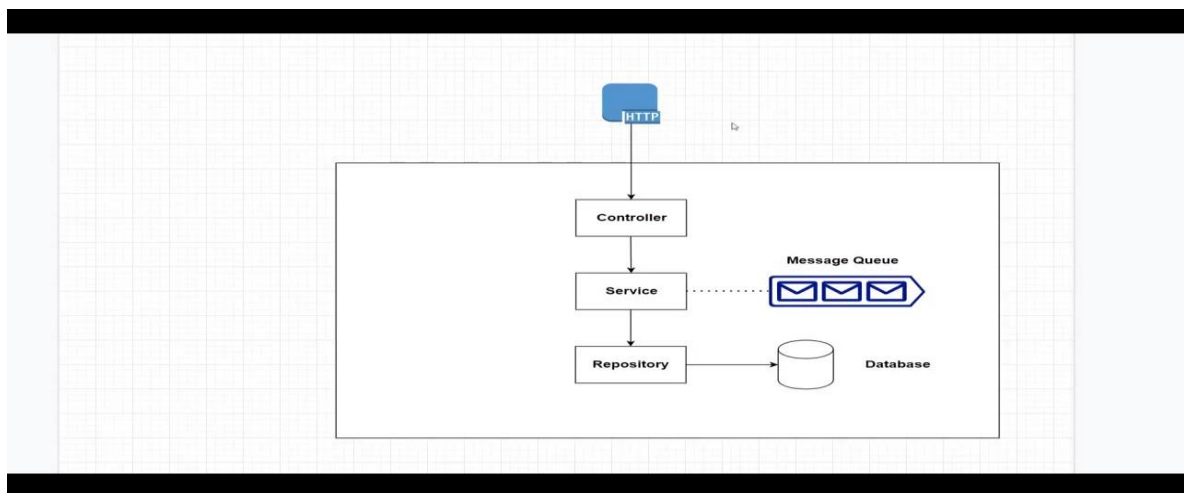 HTTP
Controller
Message Queue
Service
Repository
Database